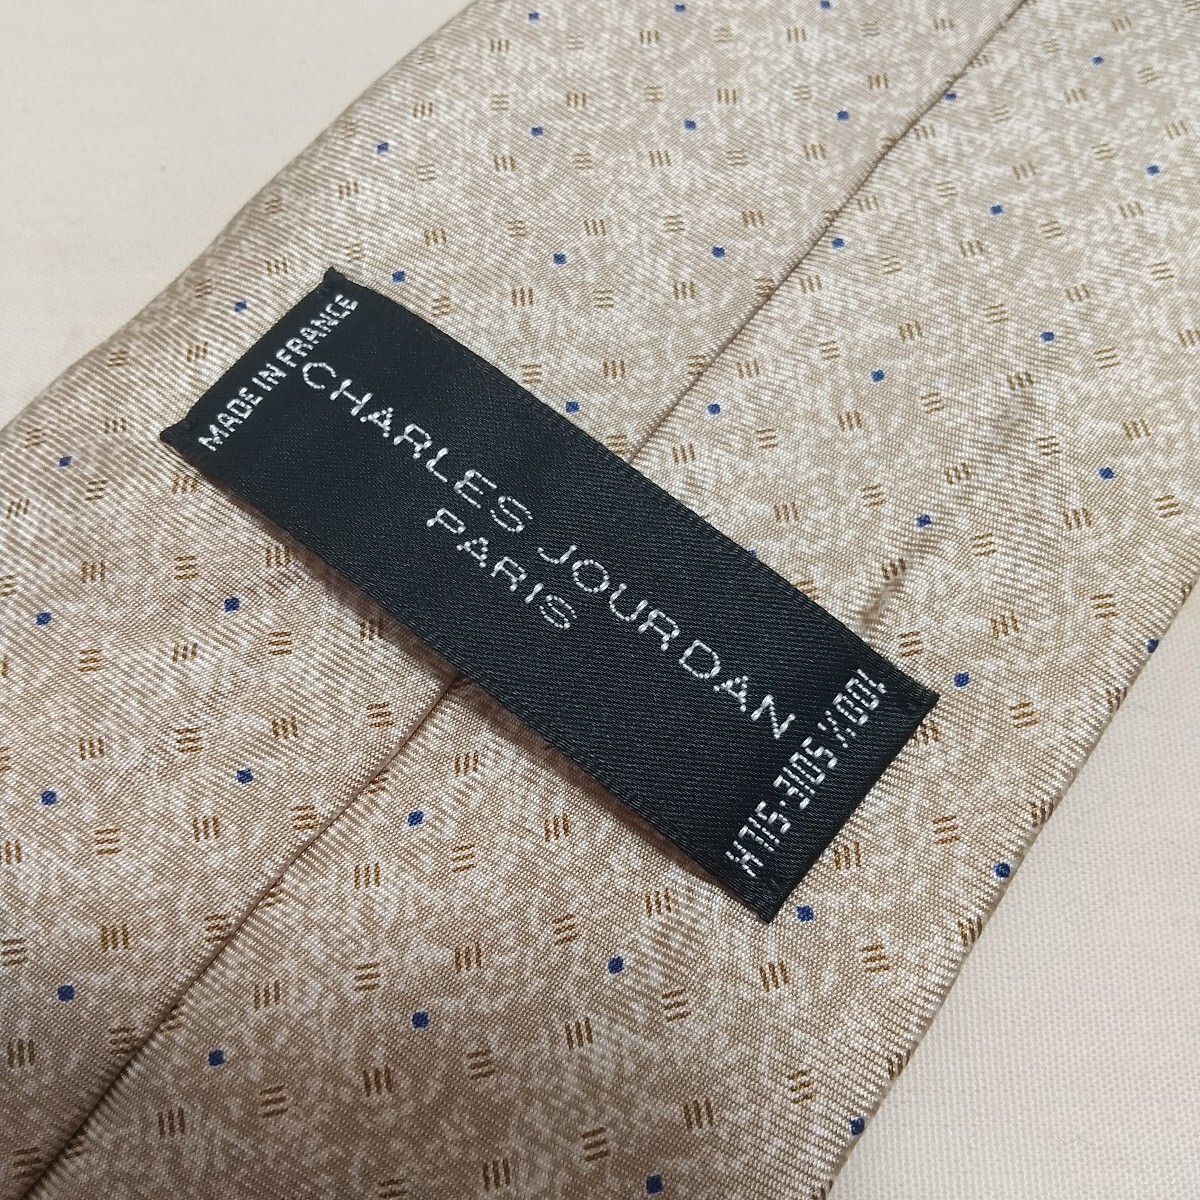 MADE IN FRANCE
CHARLES JOURDAN
PARIS
100% SOIE-SILK